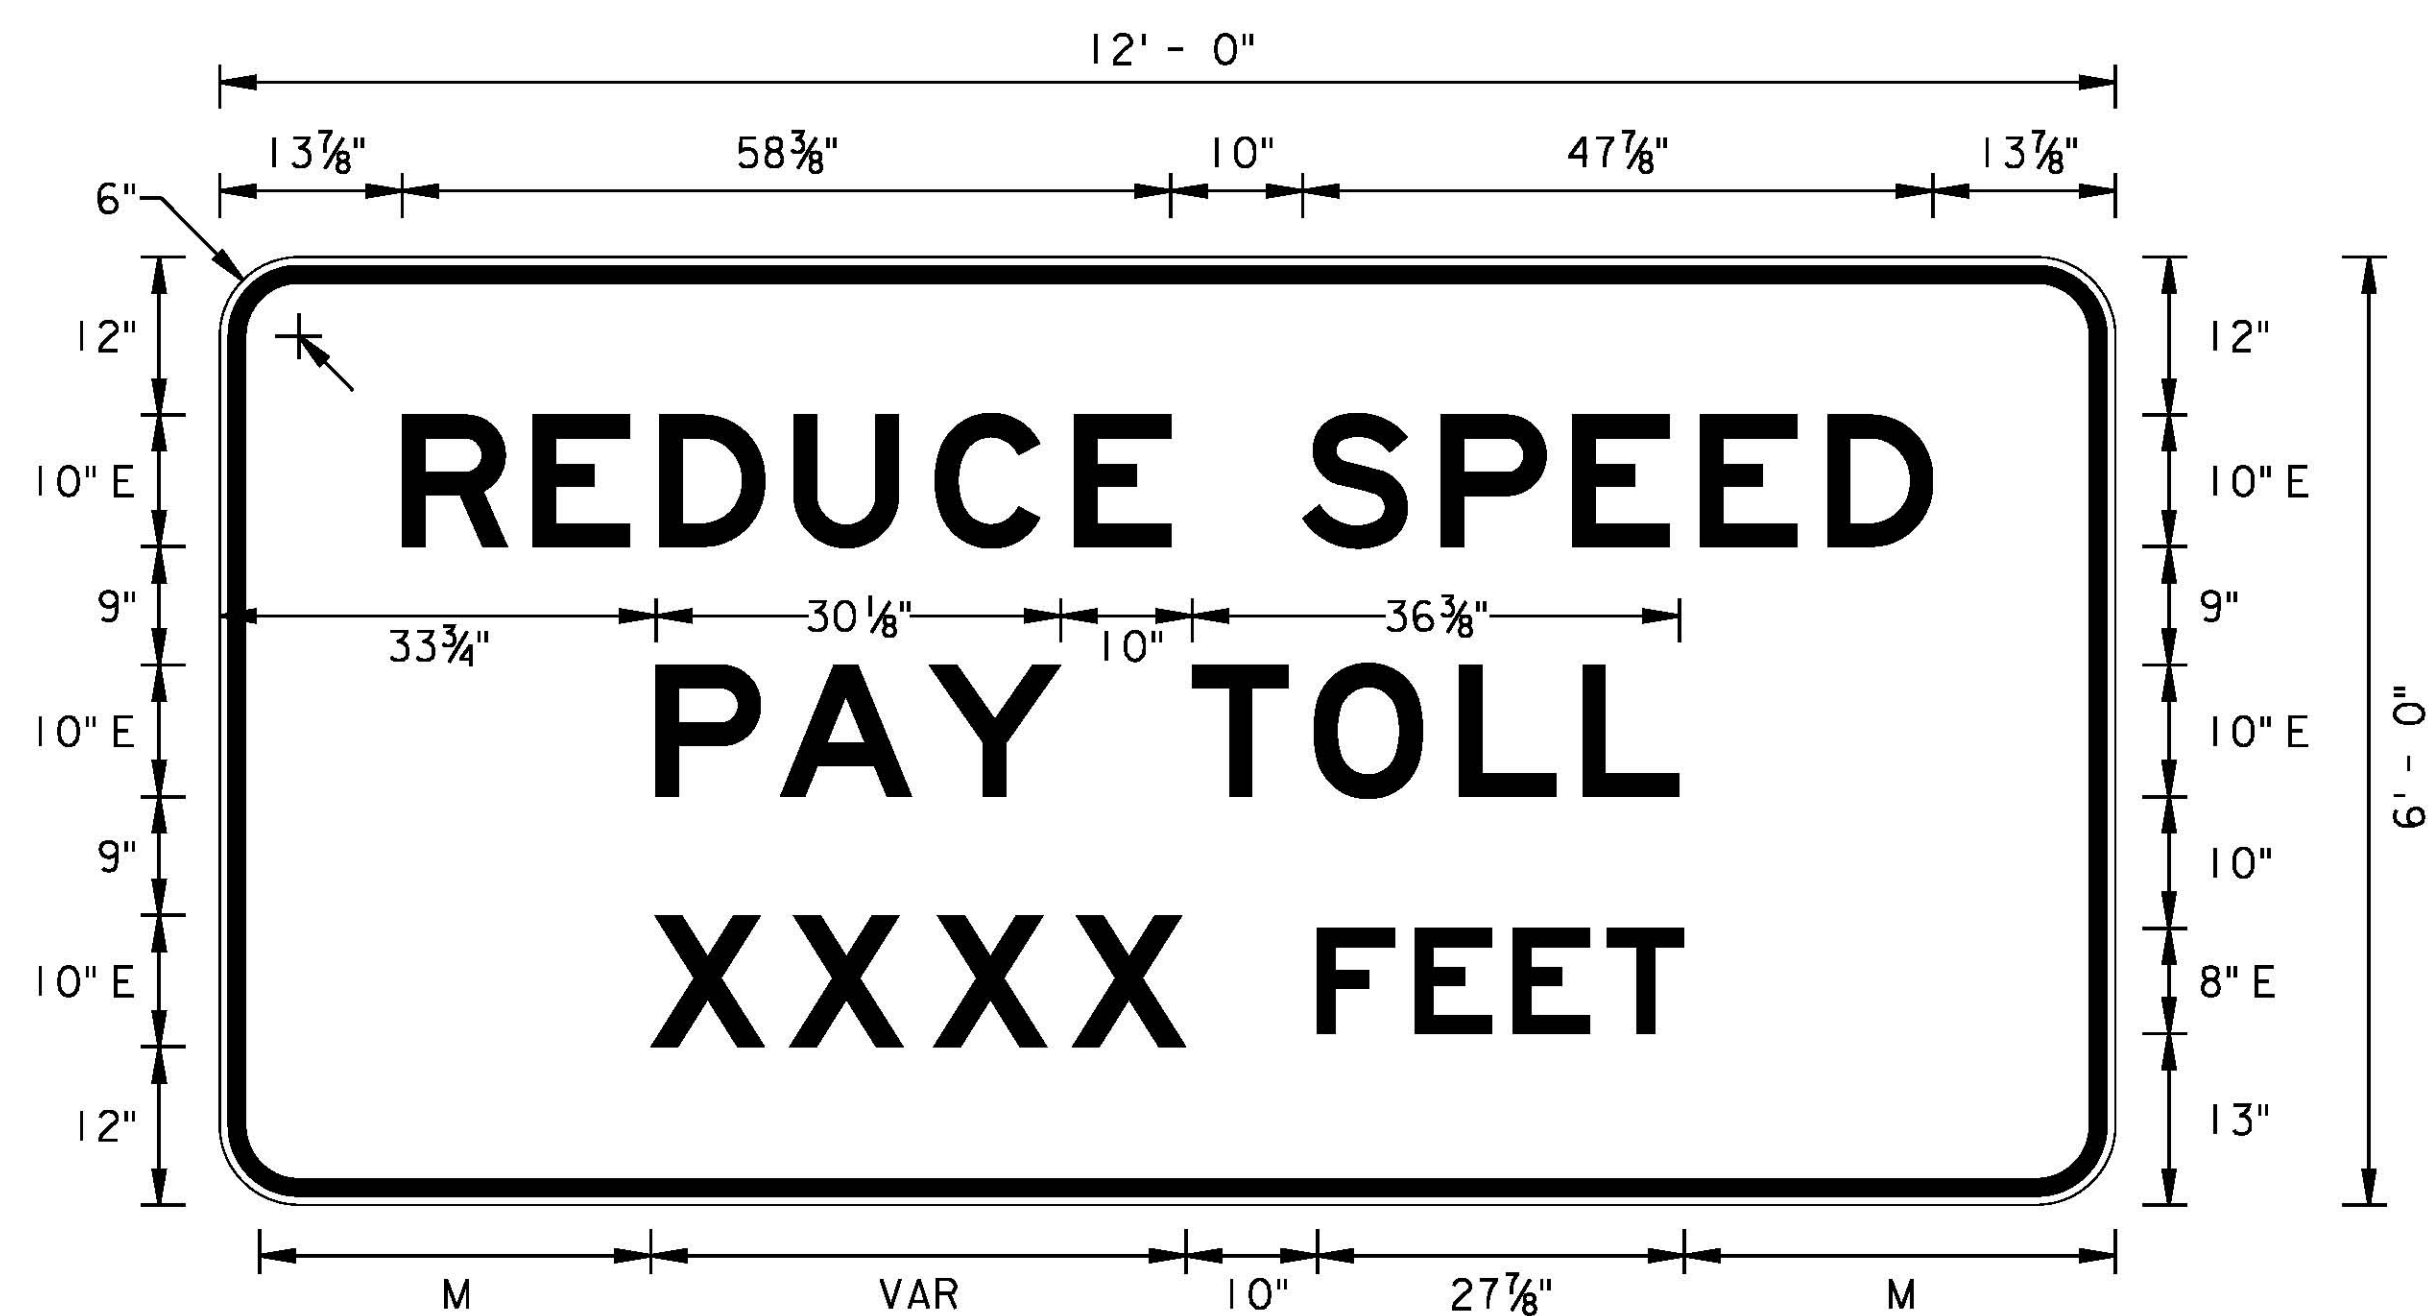 12' - 0"
13⅞" 58⅜" 10" 47⅞" 13⅞"
6"
12" 12"
REDUCE SPEED
10" E 10" E
9" 30⅛" 36⅜" 9"
33¾" 10"
PAY TOLL
10" E 10" E
6' - 0"
9" 10"
XXXX FEET
10" E 8" E
12" 13"
M VAR 10" 27⅞" M